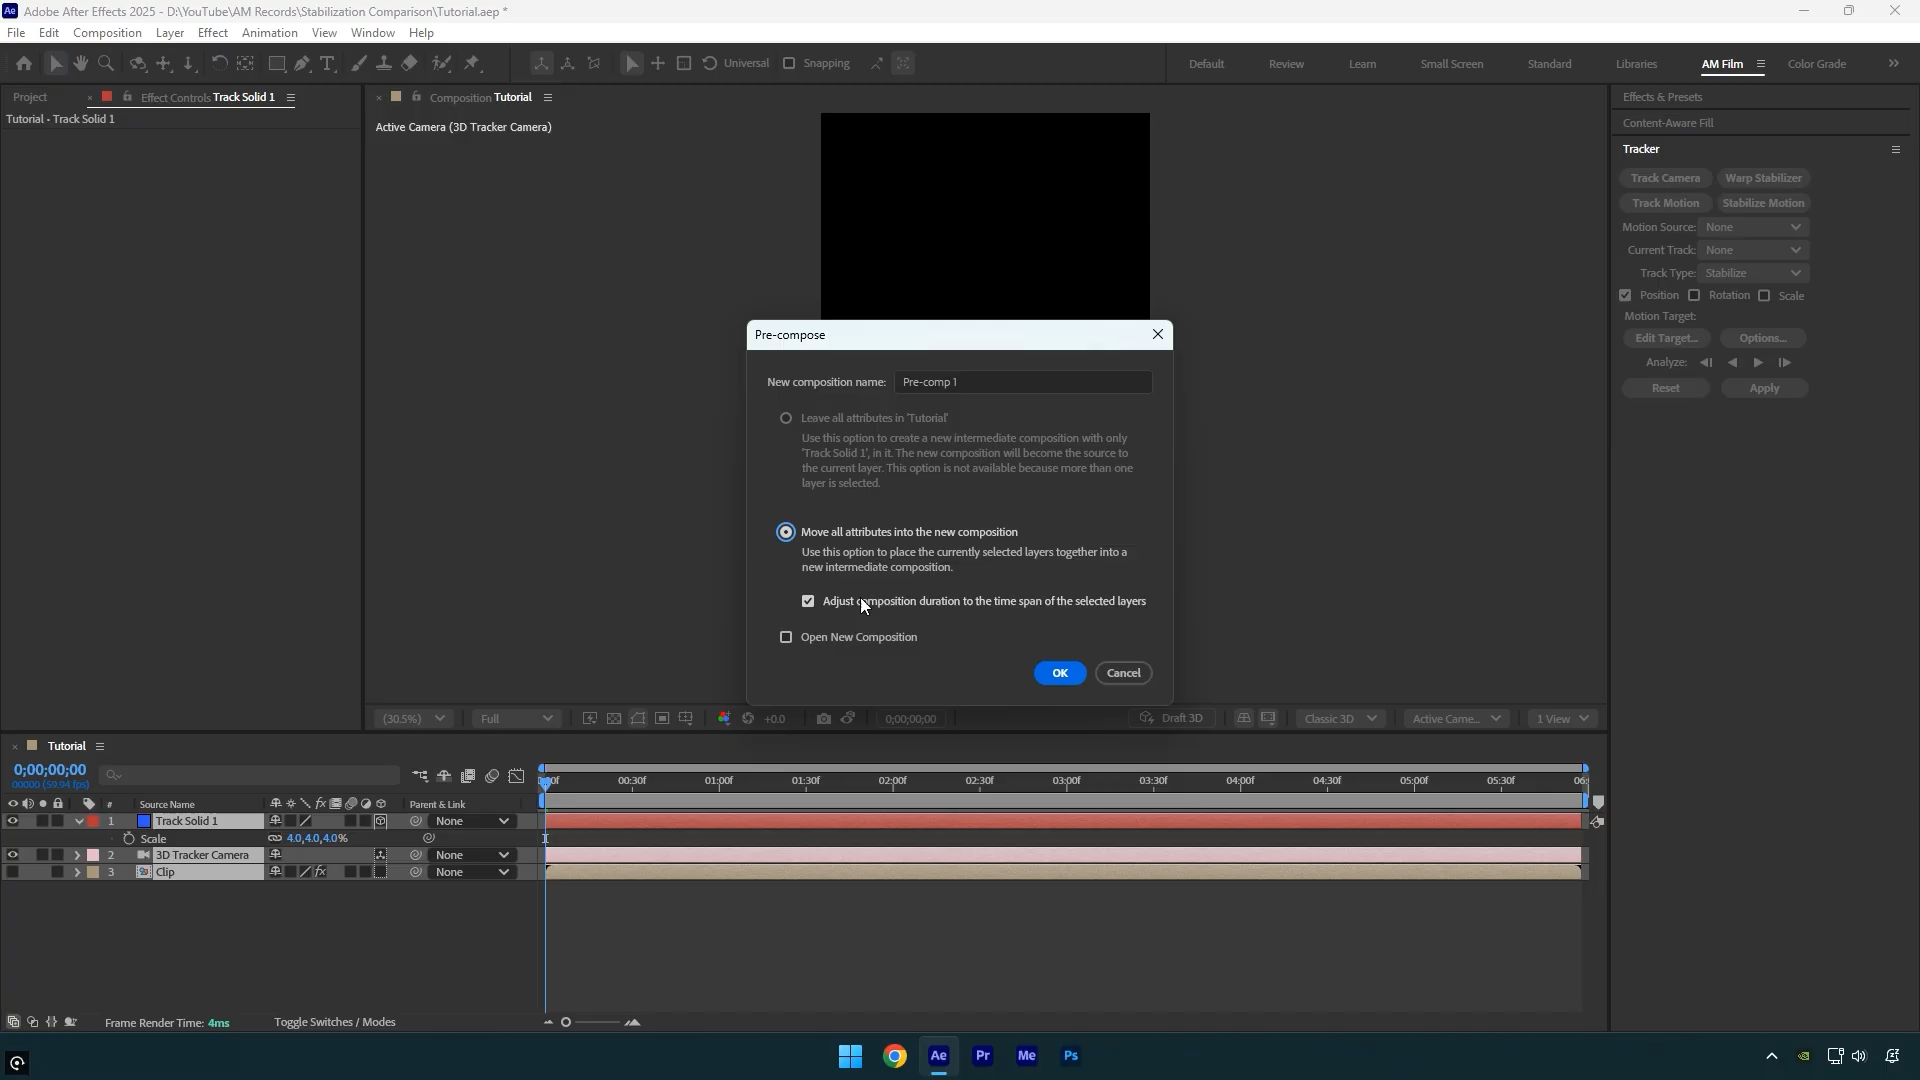 Adobe After Effects 2025 - D:\YouTube\AM Records\Stabilization Comparison\Tutorial.aep *
File Edit Composition Layer Effect Animation View Window Help
Universal Snapping Default Review Learn Small Screen Standard Libraries AM Film Color Grade
Project Effect Controls Track Solid 1
Tutorial - Track Solid 1
Composition Tutorial
Active Camera (3D Tracker Camera)
Effects & Presets
Content-Aware Fill
Tracker
Track Camera Warp Stabilizer
Track Motion Stabilize Motion
Motion Source: None
Current Track: None
Track Type: Stabilize
Position Rotation Scale
Motion Target:
Edit Target... Options...
Analyze:
Reset Apply
Pre-compose
New composition name: Pre-comp 1
Leave all attributes in 'Tutorial'
Use this option to create a new intermediate composition with only
'Track Solid 1', in it. The new composition will become the source to
the current layer. This option is not available because more than one
layer is selected.
Move all attributes into the new composition
Use this option to place the currently selected layers together into a
new intermediate composition.
Adjust composition duration to the time span of the selected layers
Open New Composition
OK Cancel
(30.5%) Full +0.0 0;00;00;00 Draft 3D Classic 3D Active Came... 1 View
Tutorial
0;00;00;00
00000 (59.94 fps)
00:30f 01:00f 01:30f 02:00f 02:30f 03:00f 03:30f 04:00f 04:30f 05:00f 05:30f
# Source Name fx Parent & Link
1 Track Solid 1 None
Scale 4.0,4.0,4.0%
2 3D Tracker Camera None
3 Clip fx None
Frame Render Time: 4ms Toggle Switches / Modes
Ae Pr Me Ps